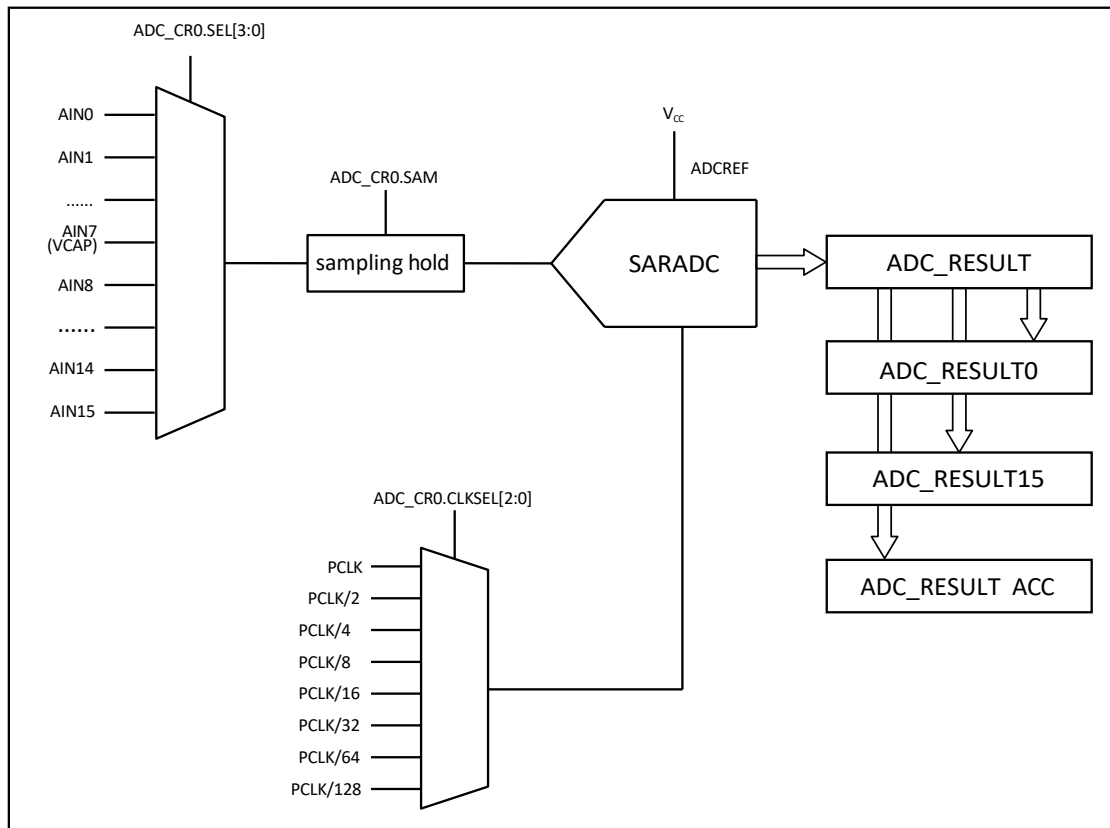 ADC_CR0.SEL[3:0]
AIN0
AIN1
......
AIN7
(VCAP)
AIN8
......
AIN14
AIN15
ADC_CR0.SAM
sampling hold
VCC
ADCREF
SARADC
ADC_RESULT
ADC_RESULT0
ADC_RESULT15
ADC_RESULT ACC
ADC_CR0.CLKSEL[2:0]
PCLK
PCLK/2
PCLK/4
PCLK/8
PCLK/16
PCLK/32
PCLK/64
PCLK/128